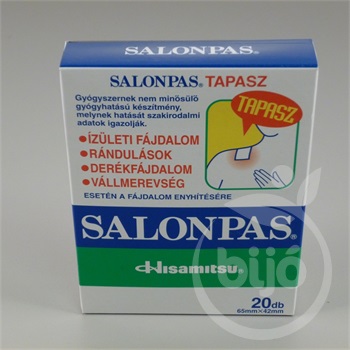 SALONPAS® TAPASZ
Gyógyszernek nem minősülő
gyógyhatású készítmény,
melynek hatását szakirodalmi
adatok igazolják.
TAPASZ
•ÍZÜLETI FÁJDALOM
•RÁNDULÁSOK
•DERÉKFÁJDALOM
•VÁLLMEREVSÉG
ESETÉN A FÁJDALOM ENYHÍTÉSÉRE
SALONPAS®
Hisamitsu®
20db
65mm×42mm
bijó